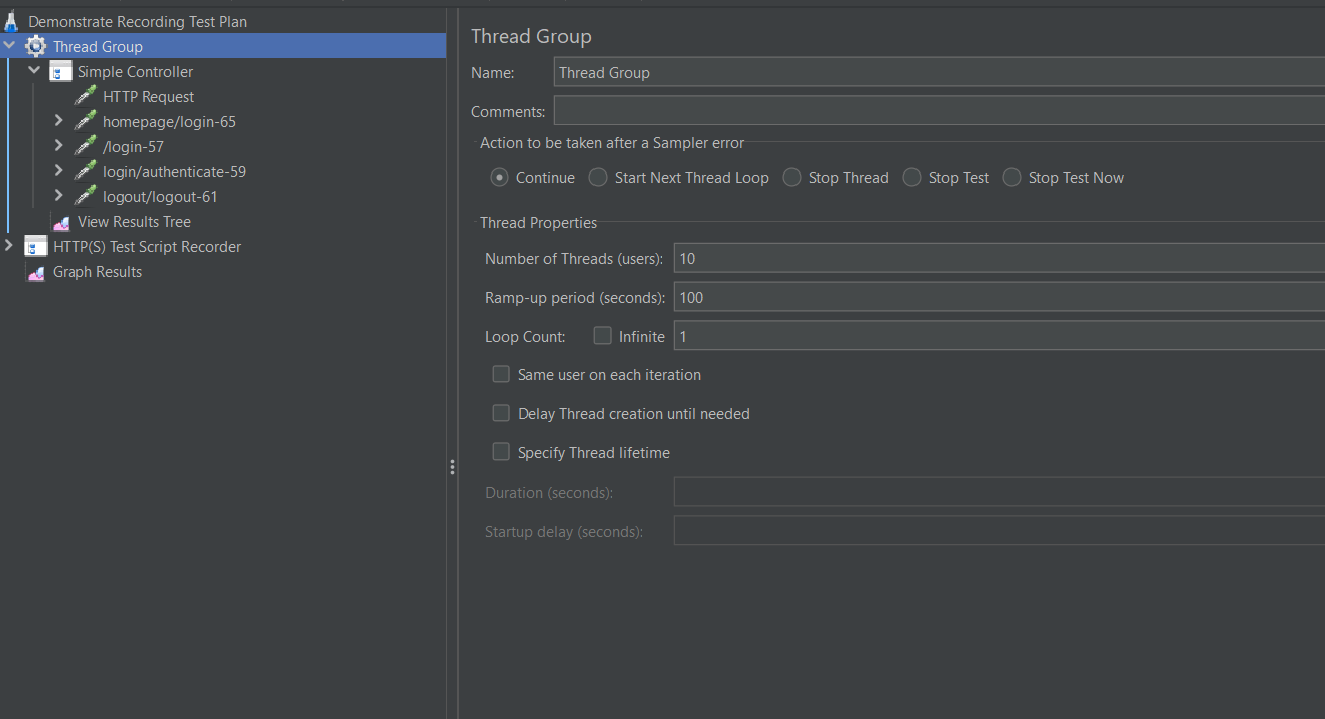 Demonstrate Recording Test Plan
Thread Group
Simple Controller
HTTP Request
homepage/login-65
/login-57
login/authenticate-59
logout/logout-61
View Results Tree
HTTP(S) Test Script Recorder
Graph Results
Thread Group
Name: Thread Group
Comments:
Action to be taken after a Sampler error
Continue Start Next Thread Loop Stop Thread Stop Test Stop Test Now
Thread Properties
Number of Threads (users): 10
Ramp-up period (seconds): 100
Loop Count: Infinite 1
Same user on each iteration
Delay Thread creation until needed
Specify Thread lifetime
Duration (seconds):
Startup delay (seconds):